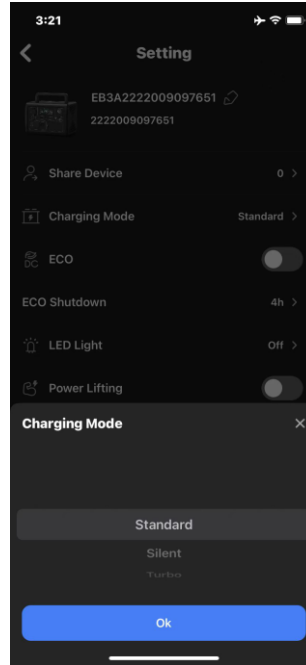 3:21
Setting
EB3A2222009097651
2222009097651
Share Device 0
Charging Mode Standard
DC ECO
ECO Shutdown 4h
LED Light Off
Power Lifting
Charging Mode
Standard
Silent
Turbo
Ok